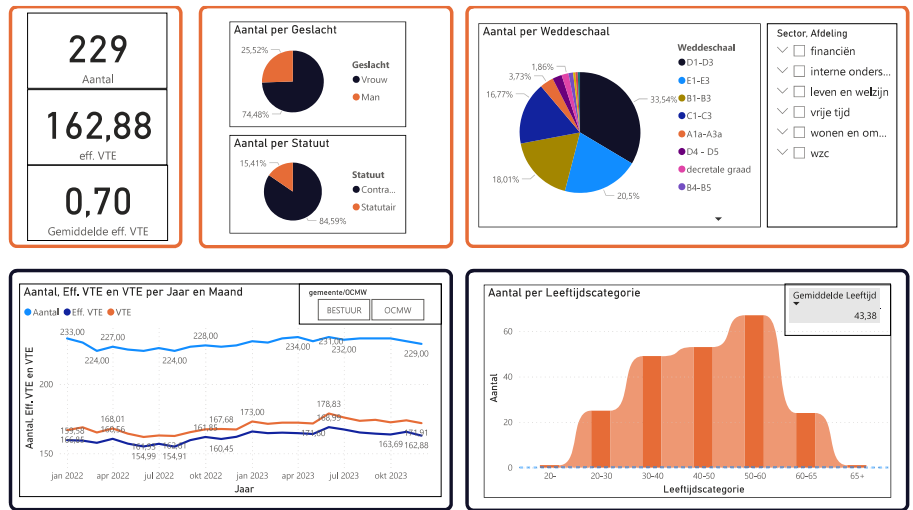 229
Aantal
162,88
eff. VTE
0,70
Gemiddelde eff. VTE
Aantal per Geslacht
25,52%
74,48%
Geslacht
Vrouw
Man
Aantal per Statuut
15,41%
84,59%
Statuut
Contra...
Statutair
Aantal per Weddeschaal
1,86%
3,73%
16,77%
18,01%
20,5%
33,54%
Weddeschaal
D1-D3
E1-E3
B1-B3
C1-C3
A1a-A3a
D4 - D5
decretale graad
B4-B5
Sector, Afdeling
financiën
interne onders...
leven en welzijn
vrije tijd
wonen en om...
wzc
Aantal, Eff. VTE en VTE per Jaar en Maand
gemeente/OCMW
BESTUUR
OCMW
Aantal
Eff. VTE
VTE
Aantal, Eff. VTE en VTE
200
150
233,00
224,00
227,00
224,00
228,00
234,00
231,00
232,00
229,00
168,01
154,99
154,91
161,85
167,68
160,45
173,00
178,83
163,69
171,91
162,88
jan 2022
apr 2022
jul 2022
okt 2022
jan 2023
apr 2023
jul 2023
okt 2023
Jaar
Aantal per Leeftijdscategorie
Gemiddelde Leeftijd
43,38
Aantal
60
40
20
0
20-
20-30
30-40
40-50
50-60
60-65
65+
Leeftijdscategorie